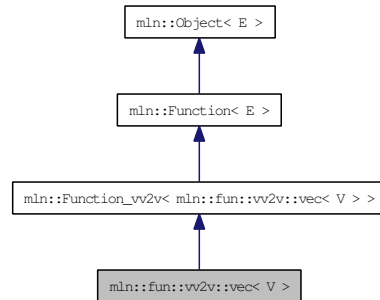 mln::Object< E >
mln::Function< E >
mln::Function_vv2v< mln::fun::vv2v::vec< V > >
mln::fun::vv2v::vec< V >